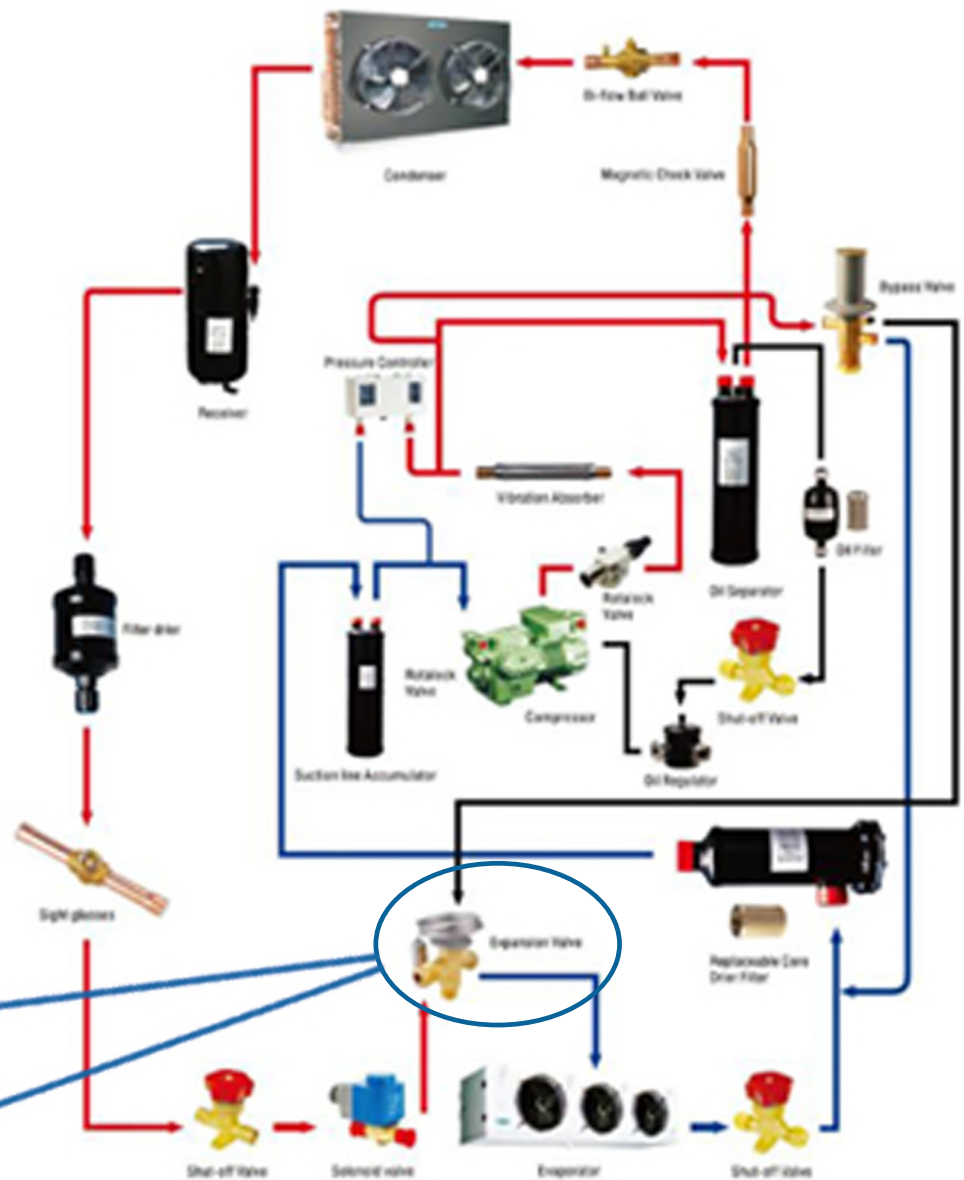 Bi-flow Ball Valve
Condenser
Magnetic Check Valve
Bypass Valve
Pressure Controller
Receiver
Vibration Absorber
Oil Filter
Oil Separator
Rotalock
Valve
Filter drier
Rotalock
Valve
Compressor
Shut-off Valve
Suction line Accumulator
Oil Regulator
Sight glasses
Expansion Valve
Replaceable Core
Drier Filter
Shut-off Valve
Solenoid valve
Evaporator
Shut-off Valve